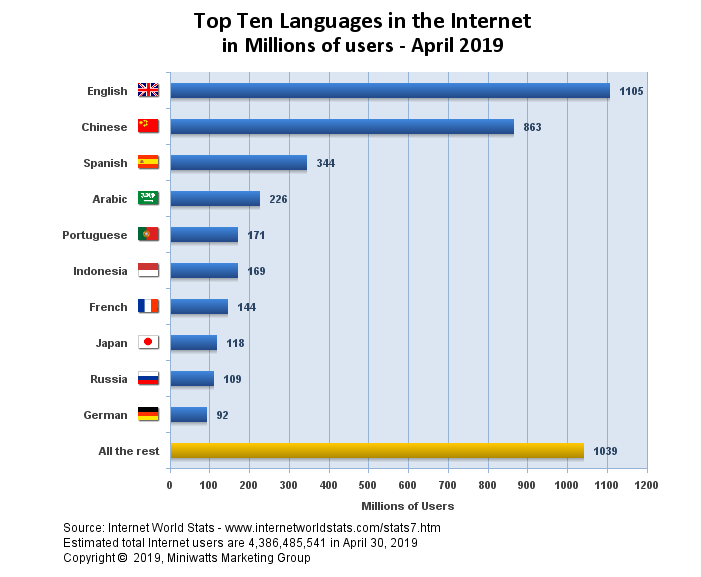 Top Ten Languages in the Internet
in Millions of users - April 2019
English 1105
Chinese 863
Spanish 344
Arabic 226
Portuguese 171
Indonesia 169
French 144
Japan 118
Russia 109
German 92
All the rest 1039
0 100 200 300 400 500 600 700 800 900 1000 1100 1200
Millions of Users
Source: Internet World Stats - www.internetworldstats.com/stats7.htm
Estimated total Internet users are 4,386,485,541 in April 30, 2019
Copyright © 2019, Miniwatts Marketing Group